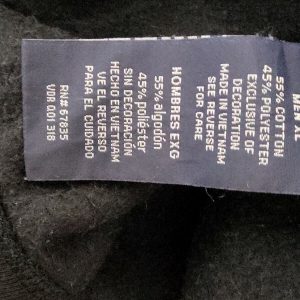 MEN XL
55% COTTON
45% POLYESTER
EXCLUSIVE OF
DECORATION
MADE IN VIETNAM
SEE REVERSE
FOR CARE
HOMBRES EXG
55% algodón
45% poliéster
SIN DECORACIÓN
HECHO EN VIETNAM
VE EL REVERSO
PARA EL CUIDADO
RN# 67835
VDR 001 318